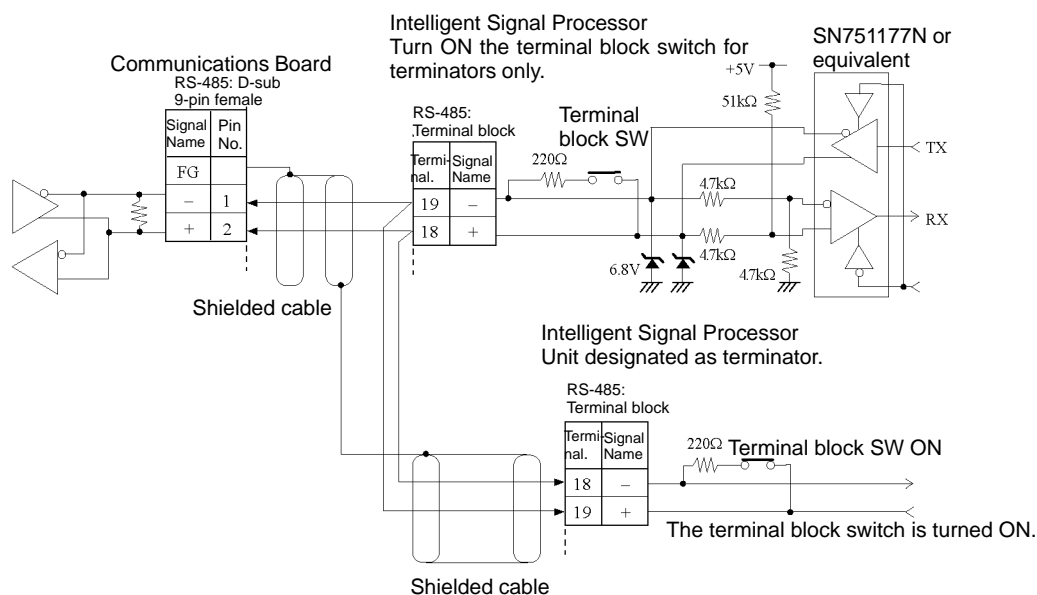 Intelligent Signal Processor
Turn ON the terminal block switch for
terminators only.
SN751177N or
equivalent
Communications Board
RS-485: D-sub
9-pin female
+5V
51kΩ
RS-485:
Terminal block
Terminal
block SW
Signal
Name
Pin
No.
FG
– 1
+ 2
Termi-
nal.
Signal
Name
19 –
18 +
220Ω
4.7kΩ
4.7kΩ
4.7kΩ
6.8V
TX
RX
Shielded cable
Intelligent Signal Processor
Unit designated as terminator.
RS-485:
Terminal block
Termi-
nal.
Signal
Name
18 –
19 +
220Ω
Terminal block SW ON
The terminal block switch is turned ON.
Shielded cable